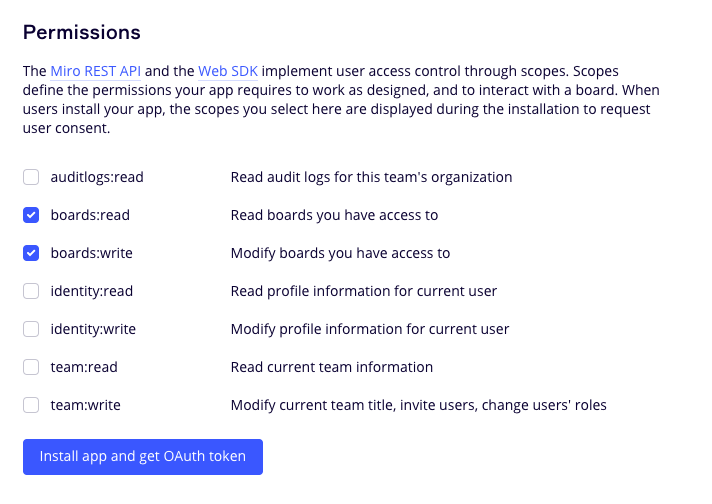 Permissions
The Miro REST API and the Web SDK implement user access control through scopes. Scopes
define the permissions your app requires to work as designed, and to interact with a board. When
users install your app, the scopes you select here are displayed during the installation to request
user consent.
auditlogs:read Read audit logs for this team's organization
boards:read Read boards you have access to
boards:write Modify boards you have access to
identity:read Read profile information for current user
identity:write Modify profile information for current user
team:read Read current team information
team:write Modify current team title, invite users, change users' roles
Install app and get OAuth token